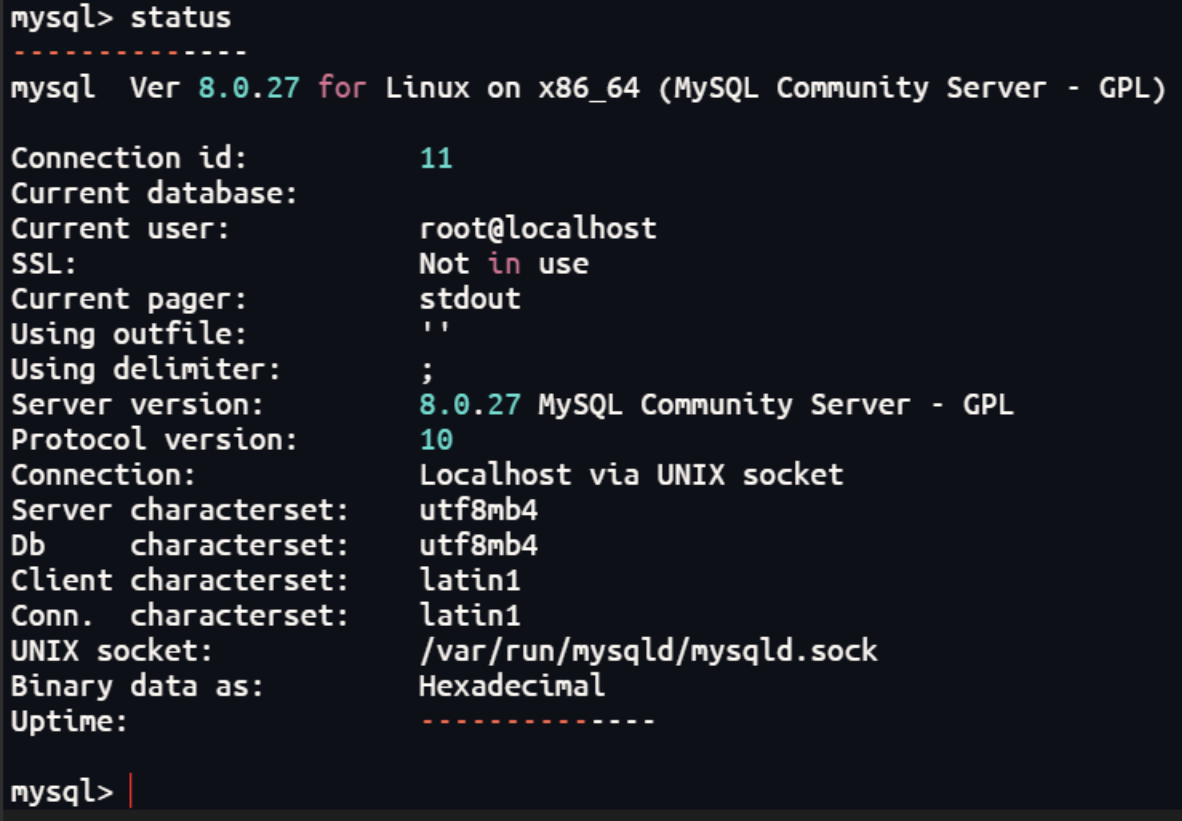 mysql> status
--------------
mysql  Ver 8.0.27 for Linux on x86_64 (MySQL Community Server - GPL)

Connection id:          11
Current database:
Current user:           root@localhost
SSL:                    Not in use
Current pager:          stdout
Using outfile:          ''
Using delimiter:        ;
Server version:         8.0.27 MySQL Community Server - GPL
Protocol version:       10
Connection:             Localhost via UNIX socket
Server characterset:    utf8mb4
Db     characterset:    utf8mb4
Client characterset:    latin1
Conn.  characterset:    latin1
UNIX socket:            /var/run/mysqld/mysqld.sock
Binary data as:         Hexadecimal
Uptime:                 --------------

mysql>